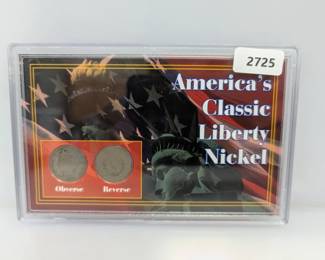 2725
America's
Classic
Liberty
Nickel
Obverse Reverse